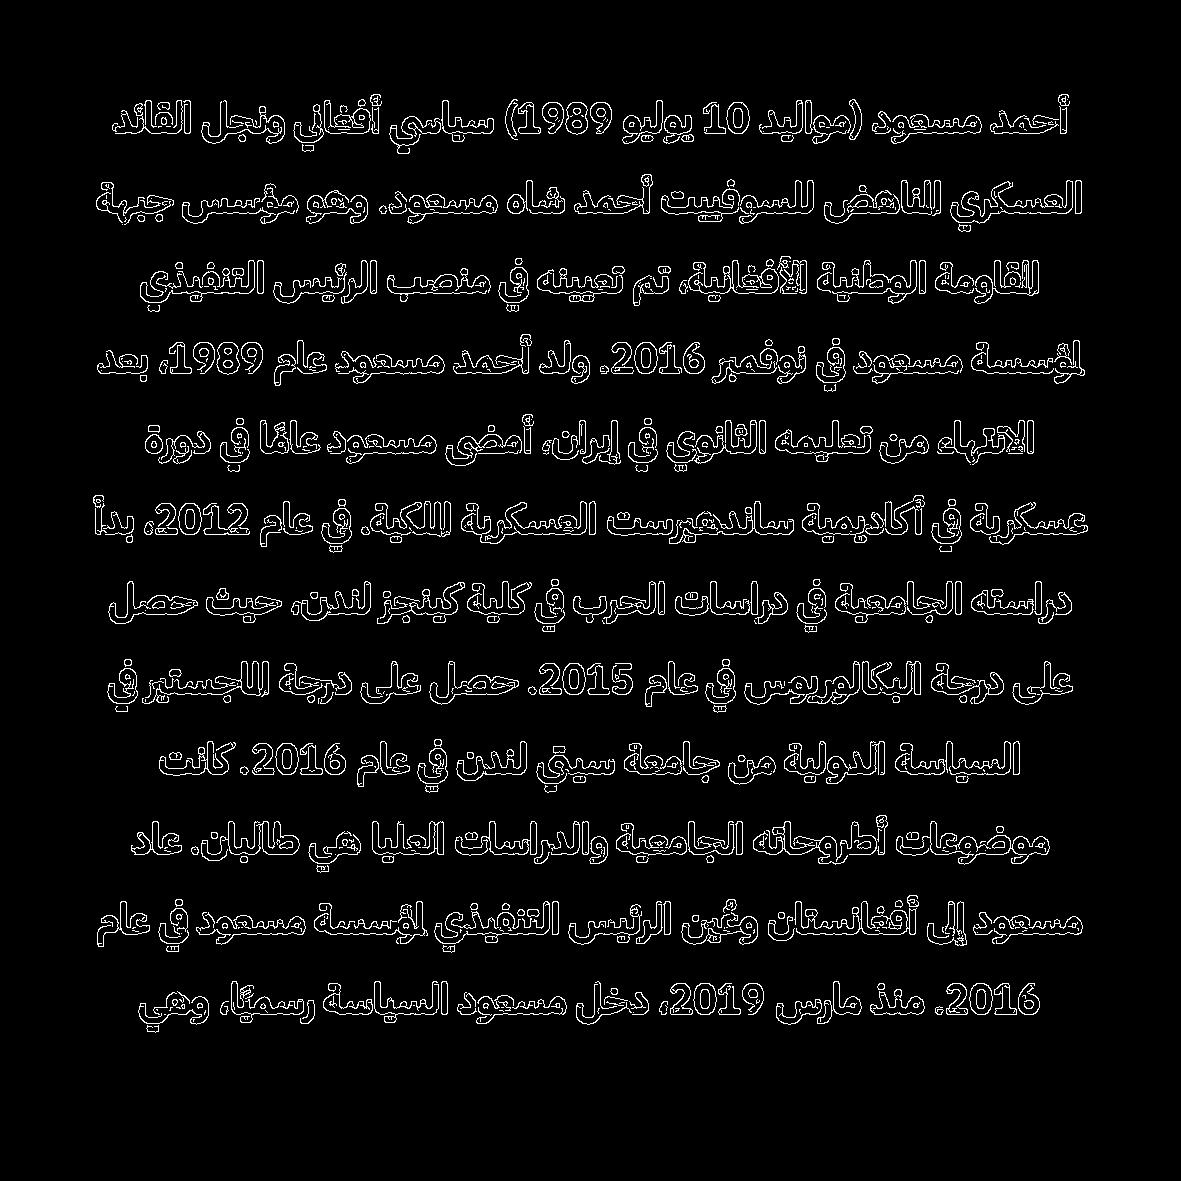 أحمد مسعود (مواليد 10 يوليو 1989) سياسي أفغاني ونجل القائد
العسكري المناهض للسوفييت أحمد شاه مسعود. وهو مؤسس جبهة
المقاومة الوطنية الأفغانية، تم تعيينه في منصب الرئيس التنفيذي
لمؤسسة مسعود في نوفمبر 2016. ولد أحمد مسعود عام 1989، بعد
الانتهاء من تعليمه الثانوي في إيران، أمضى مسعود عامًا في دورة
عسكرية في أكاديمية ساندهيرست العسكرية الملكية. في عام 2012، بدأ
دراسته الجامعية في دراسات الحرب في كلية كينجز لندن، حيث حصل
على درجة البكالوريوس في عام 2015. حصل على درجة الماجستير في
السياسة الدولية من جامعة سيتي لندن في عام 2016. كانت
موضوعات أطروحاته الجامعية والدراسات العليا هي طالبان. عاد
مسعود إلى أفغانستان وعُين الرئيس التنفيذي لمؤسسة مسعود في عام
2016. منذ مارس 2019، دخل مسعود السياسة رسميًا، وهي